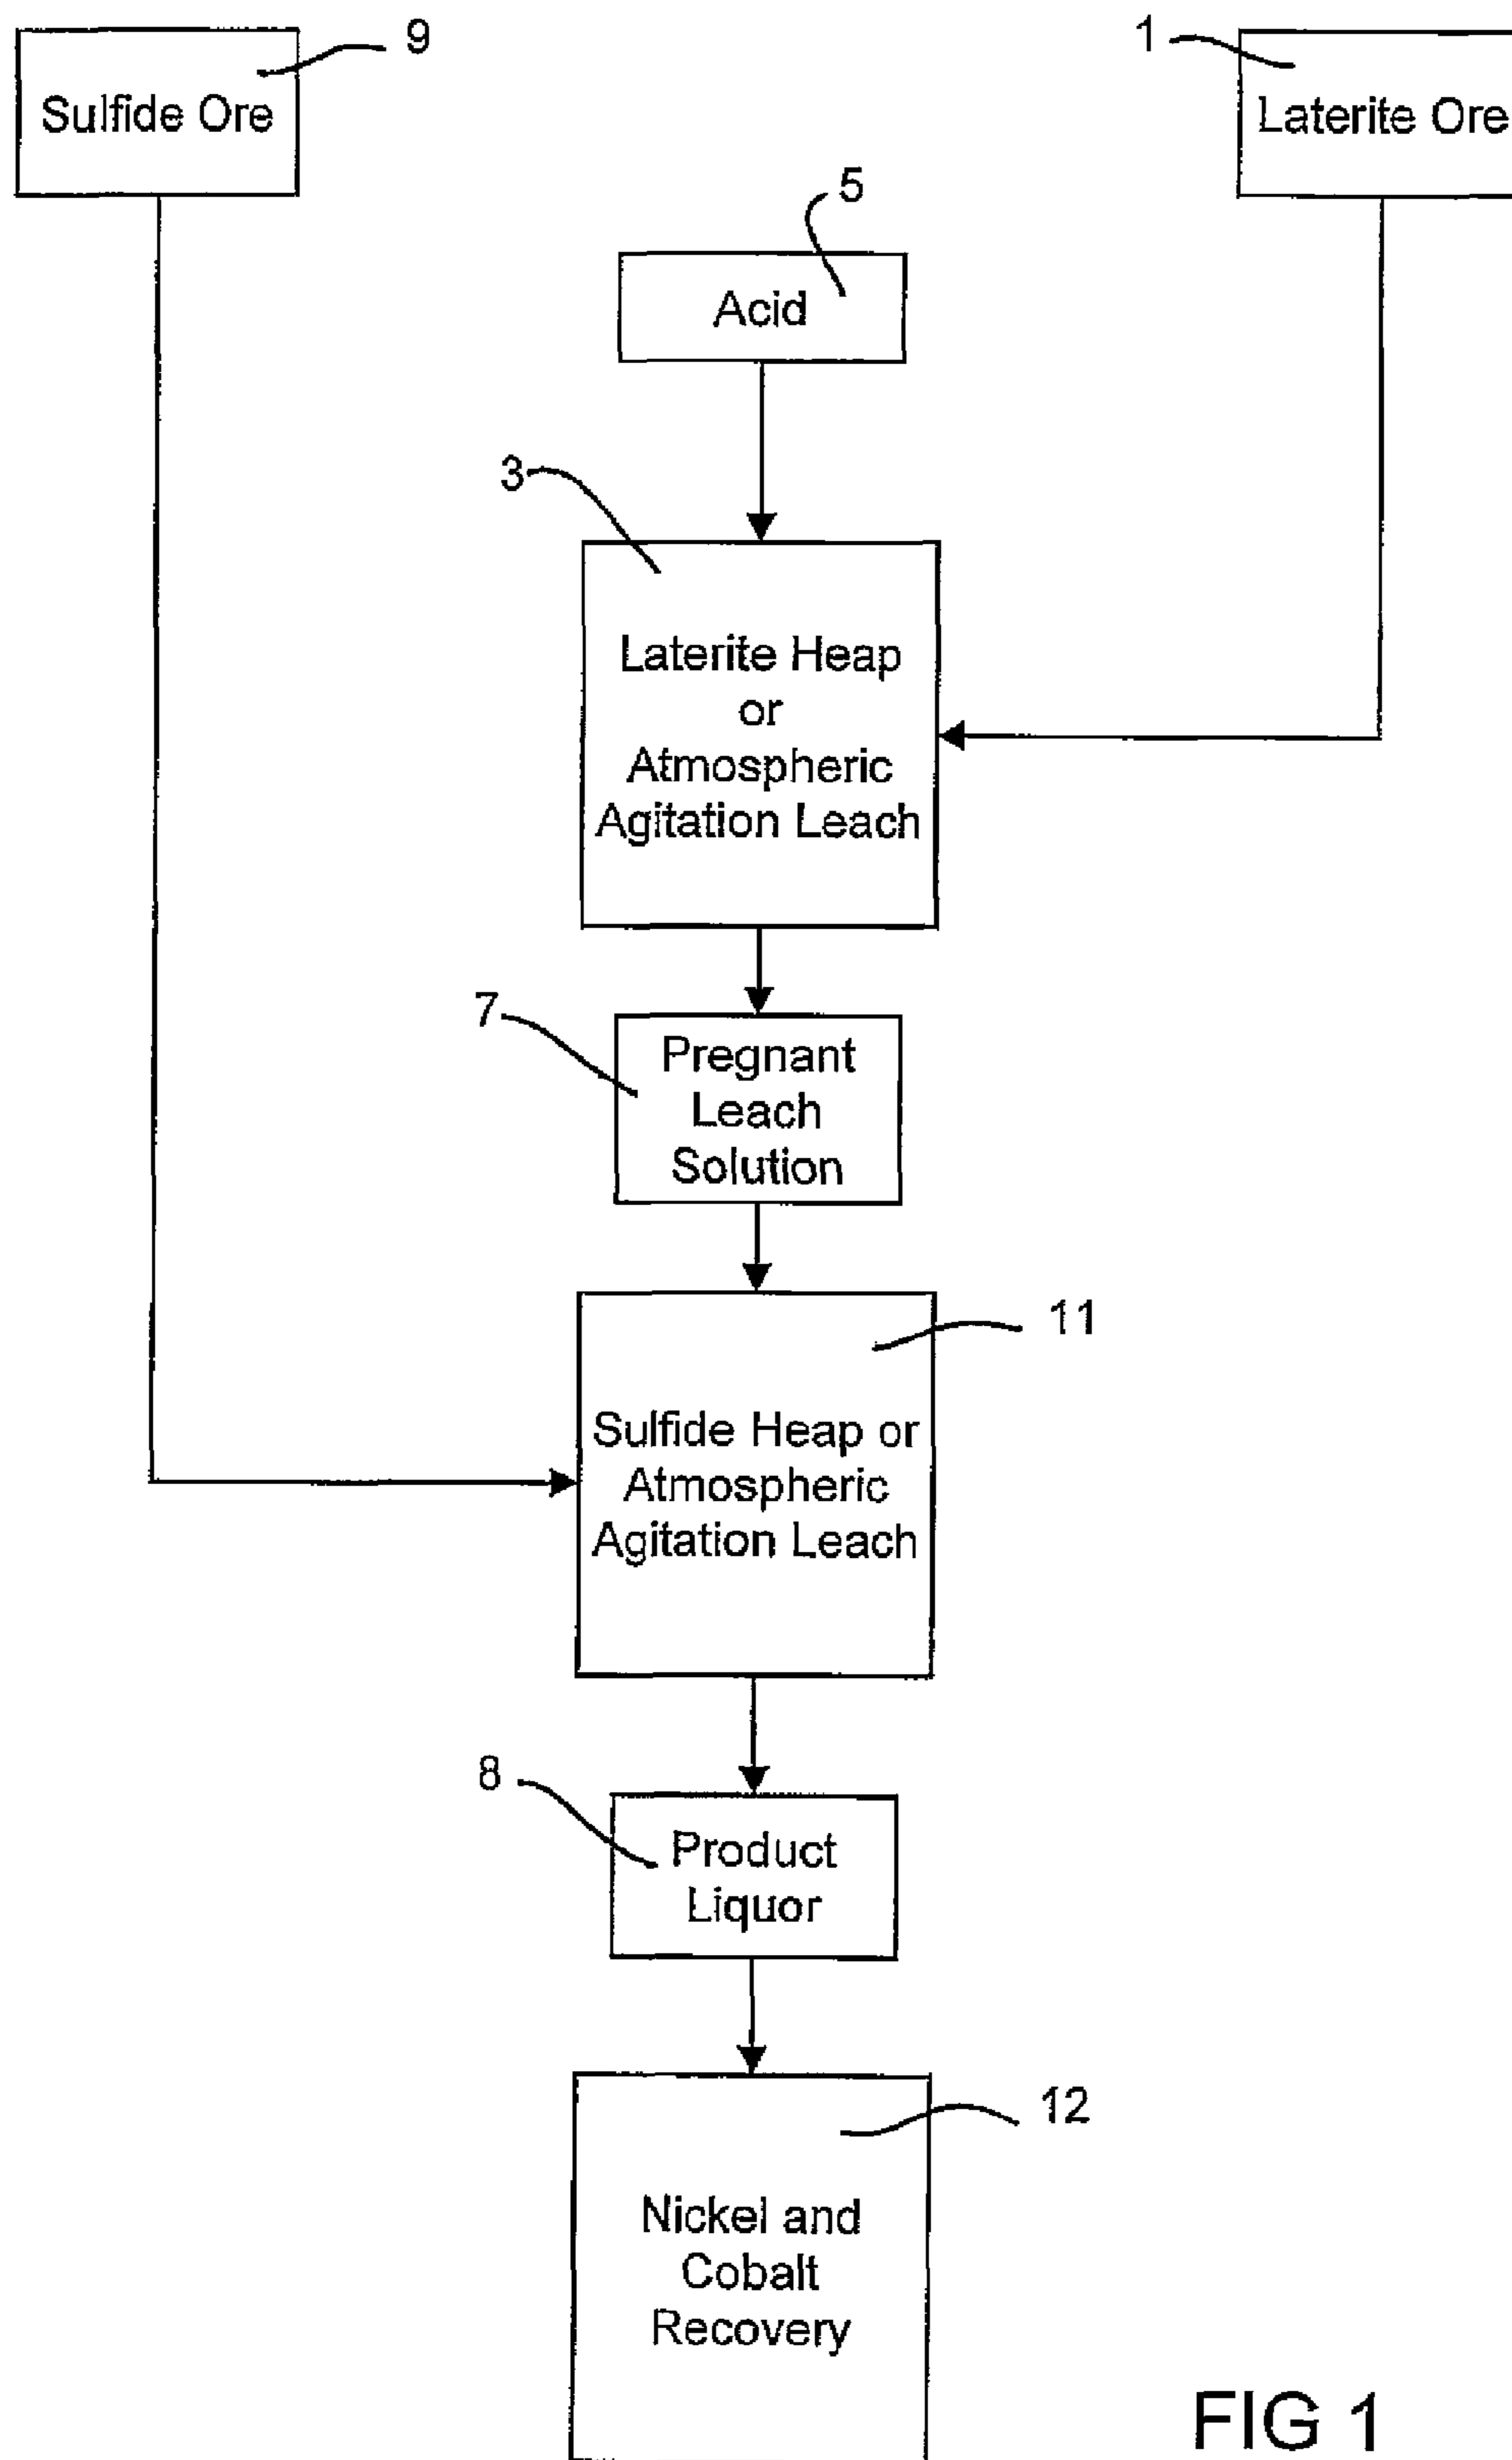 9
1
Sulfide Ore
Laterite Ore
5
Acid
3
Laterite Heap
or
Atmospheric
Agitation Leach
7
Pregnant
Leach
Solution
11
Sulfide Heap or
Atmospheric
Agitation Leach
8
Product
Liquor
12
Nickel and
Cobalt
Recovery
FIG 1